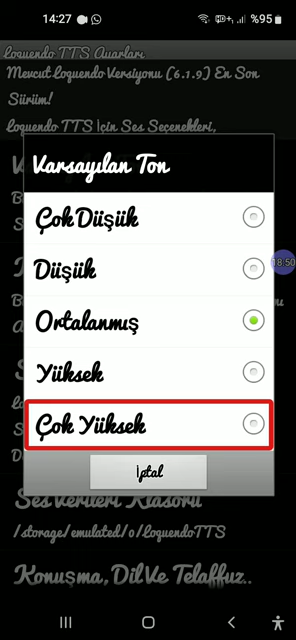 14:27
%95
Loquendo TTS Ayarları
Mevcut Loquendo Versiyonu (6.1.9) En Son
Sürüm!
Loquendo TTS İçin Ses Seçenekleri,
Varsayılan Ton
Çok Düşük
Düşük
Ortalanmış
18:50
Yüksek
Çok Yüksek
İptal
Ses Verileri Klasörü
/storage/emulated/0/LoquendoTTS
Konuşma, Dil Ve Telaffuz..